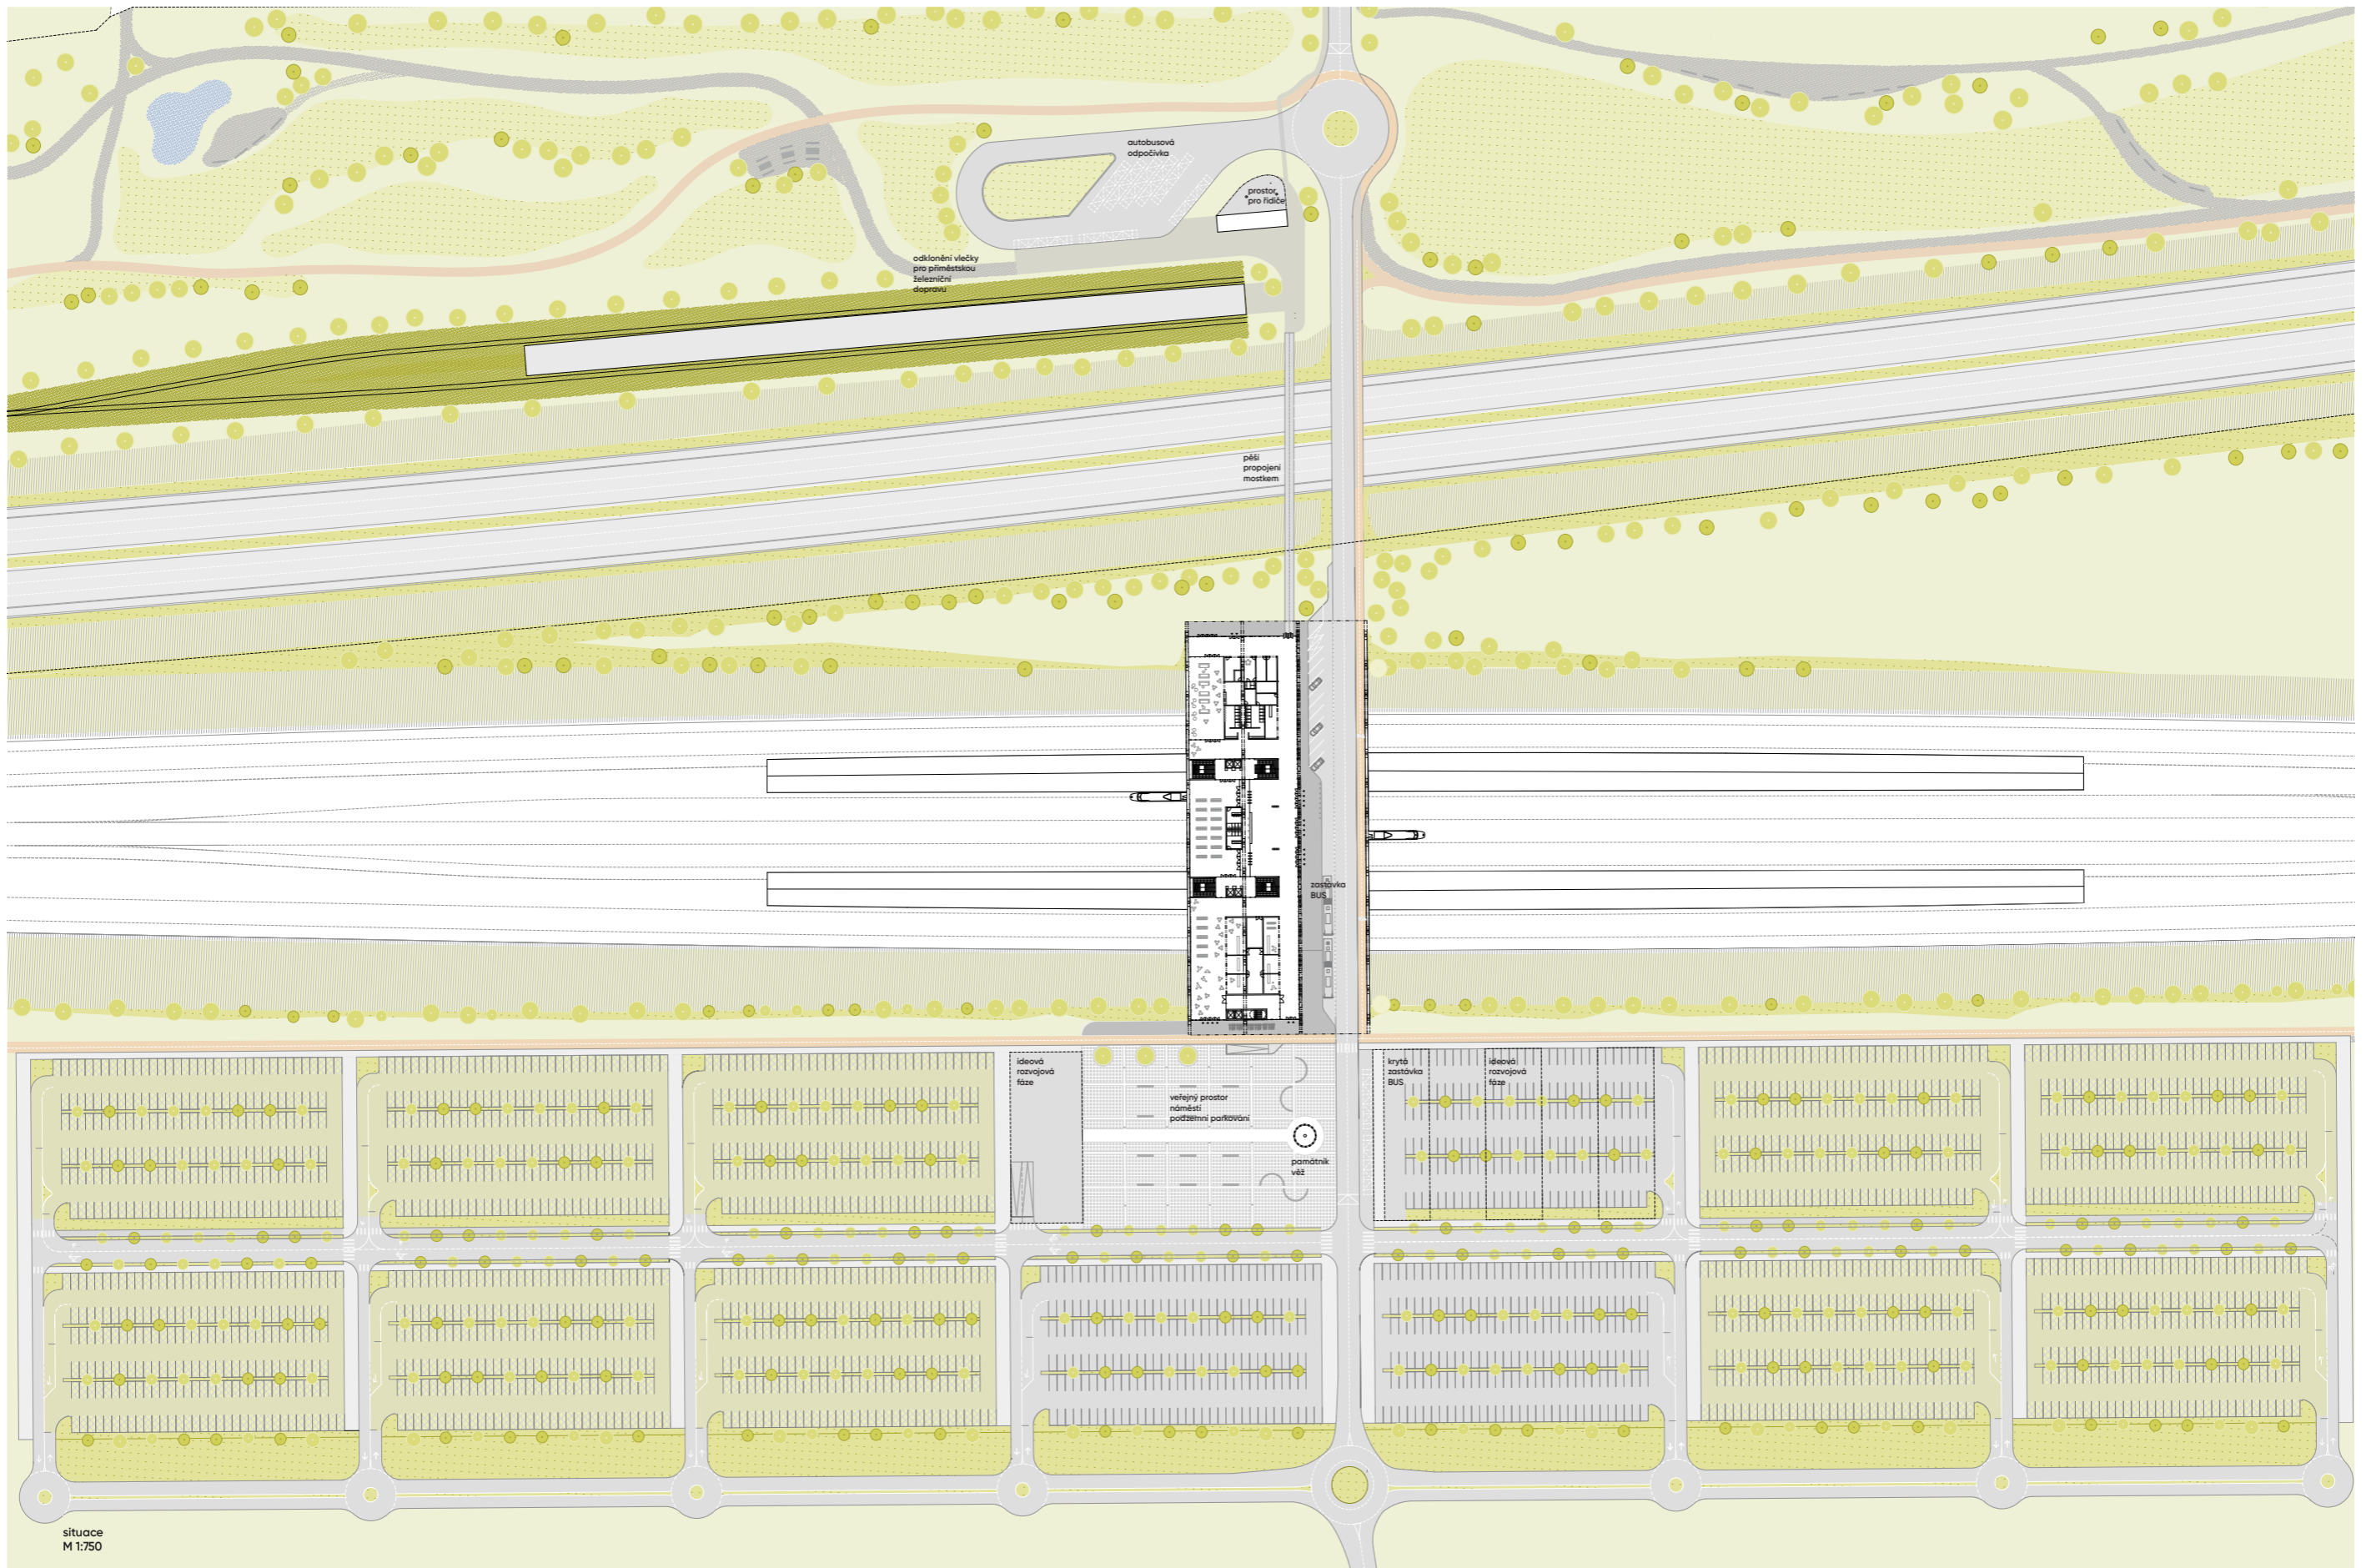 autobusová
odpočívka
prostor
pro řidiče
odklonění vlečky
pro příměstskou
železniční
dopravu
pěší
propojení
mostkem
zastávka
BUS
ideová
rozvojová
fáze
krytá
zastávka
BUS
ideová
rozvojová
fáze
veřejný prostor
náměstí
podzemní parkování
památník
věž
situace
M 1:750